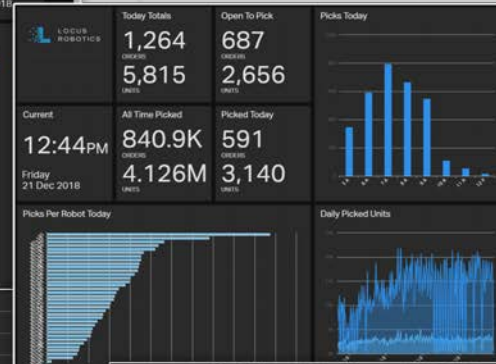 LOCUS
ROBOTICS
Today Totals
1,264
ORDERS
5,815
UNITS
Open To Pick
687
ORDERS
2,656
UNITS
Picks Today
Current
12:44PM
Friday
21 Dec 2018
All Time Picked
840.9K
ORDERS
4.126M
UNITS
Picked Today
591
ORDERS
3,140
UNITS
Picks Per Robot Today
Daily Picked Units